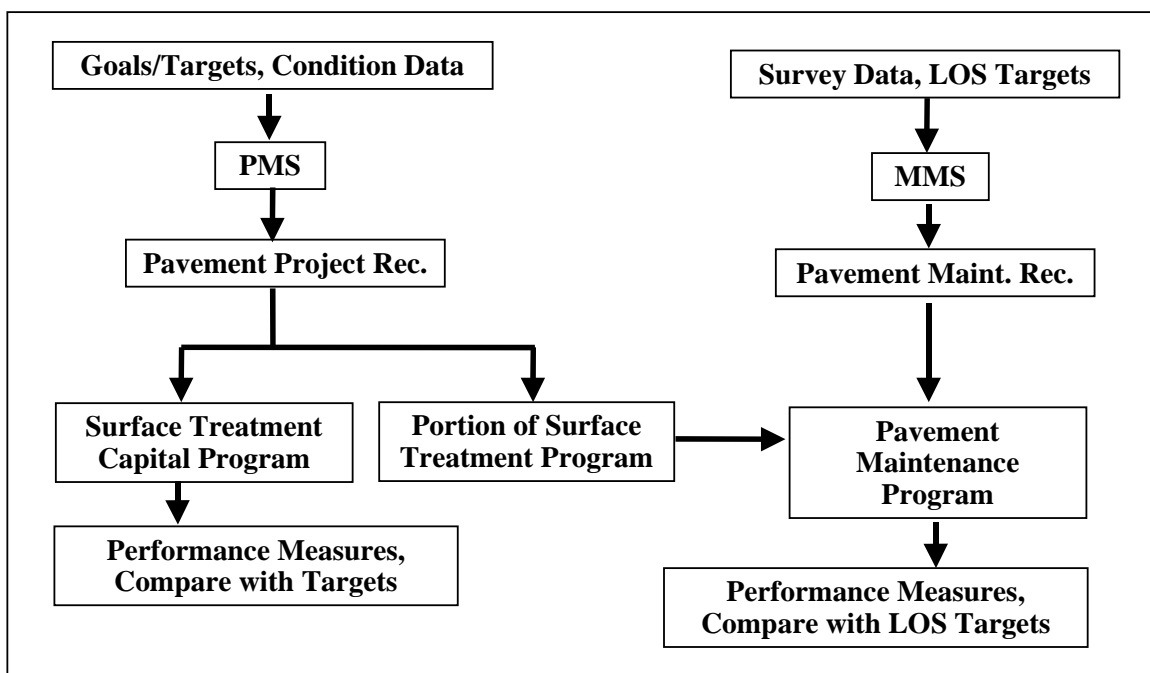 Goals/Targets, Condition Data
PMS
Pavement Project Rec.
Surface Treatment
Capital Program
Performance Measures,
Compare with Targets
Portion of Surface
Treatment Program
Survey Data, LOS Targets
MMS
Pavement Maint. Rec.
Pavement
Maintenance
Program
Performance Measures,
Compare with LOS Targets